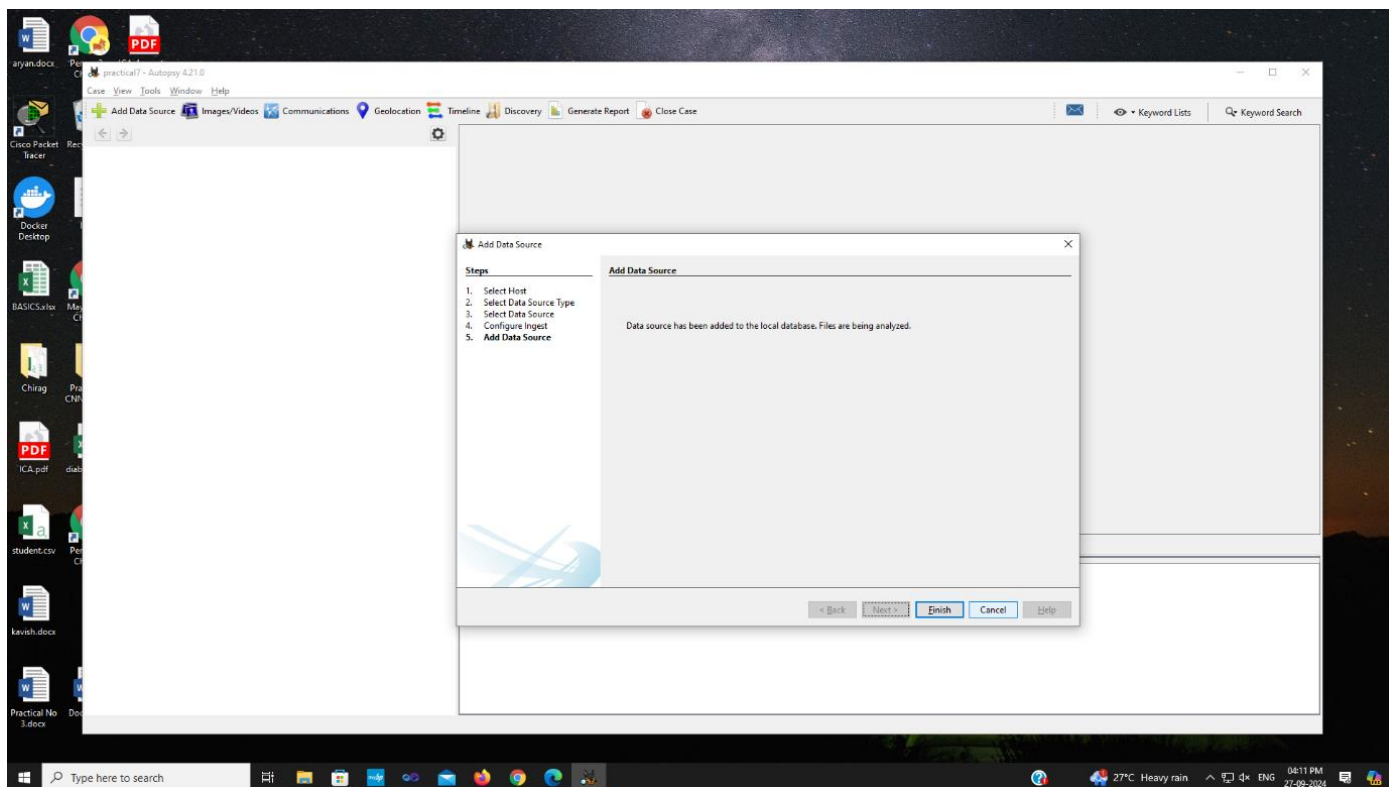 PDF
aryan.docx
practical7 - Autopsy 4.21.0
Case View Tools Window Help
Add Data Source Images/Videos Communications Geolocation Timeline Discovery Generate Report Close Case
Keyword Lists Keyword Search
Cisco Packet
Tracer
Docker
Desktop
BASICS.xlsx
Chirag
PDF
ICA.pdf
student.csv
kavish.docx
Practical No
3.docx
Add Data Source
Steps
1. Select Host
2. Select Data Source Type
3. Select Data Source
4. Configure Ingest
5. Add Data Source
Add Data Source
Data source has been added to the local database. Files are being analyzed.
< Back Next > Finish Cancel Help
Type here to search
27°C Heavy rain ENG 04:11 PM
27-09-2024